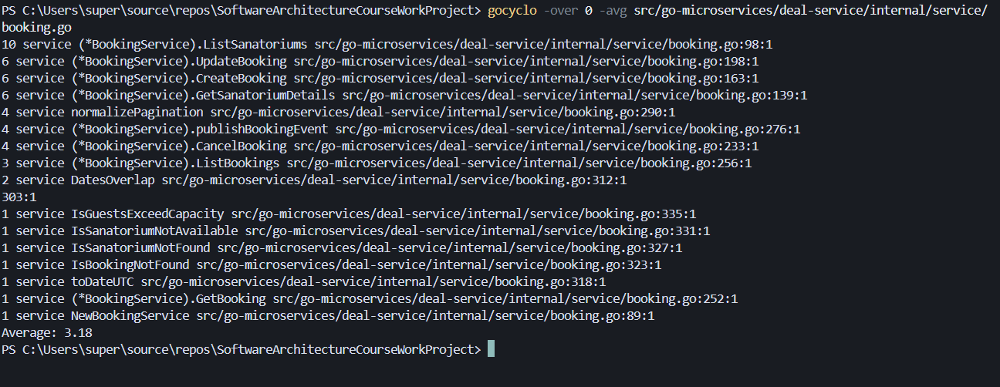 PS C:\Users\super\source\repos\SoftwareArchitectureCourseWorkProject> gocyclo -over 0 -avg src/go-microservices/deal-service/internal/service/
booking.go
10 service (*BookingService).ListSanatoriums src/go-microservices/deal-service/internal/service/booking.go:98:1
6 service (*BookingService).UpdateBooking src/go-microservices/deal-service/internal/service/booking.go:198:1
6 service (*BookingService).CreateBooking src/go-microservices/deal-service/internal/service/booking.go:163:1
6 service (*BookingService).GetSanatoriumDetails src/go-microservices/deal-service/internal/service/booking.go:139:1
4 service normalizePagination src/go-microservices/deal-service/internal/service/booking.go:290:1
4 service (*BookingService).publishBookingEvent src/go-microservices/deal-service/internal/service/booking.go:276:1
4 service (*BookingService).CancelBooking src/go-microservices/deal-service/internal/service/booking.go:233:1
3 service (*BookingService).ListBookings src/go-microservices/deal-service/internal/service/booking.go:256:1
2 service DatesOverlap src/go-microservices/deal-service/internal/service/booking.go:312:1
303:1
1 service IsGuestsExceedCapacity src/go-microservices/deal-service/internal/service/booking.go:335:1
1 service IsSanatoriumNotAvailable src/go-microservices/deal-service/internal/service/booking.go:331:1
1 service IsSanatoriumNotFound src/go-microservices/deal-service/internal/service/booking.go:327:1
1 service IsBookingNotFound src/go-microservices/deal-service/internal/service/booking.go:323:1
1 service toDateUTC src/go-microservices/deal-service/internal/service/booking.go:318:1
1 service (*BookingService).GetBooking src/go-microservices/deal-service/internal/service/booking.go:252:1
1 service NewBookingService src/go-microservices/deal-service/internal/service/booking.go:89:1
Average: 3.18
PS C:\Users\super\source\repos\SoftwareArchitectureCourseWorkProject>